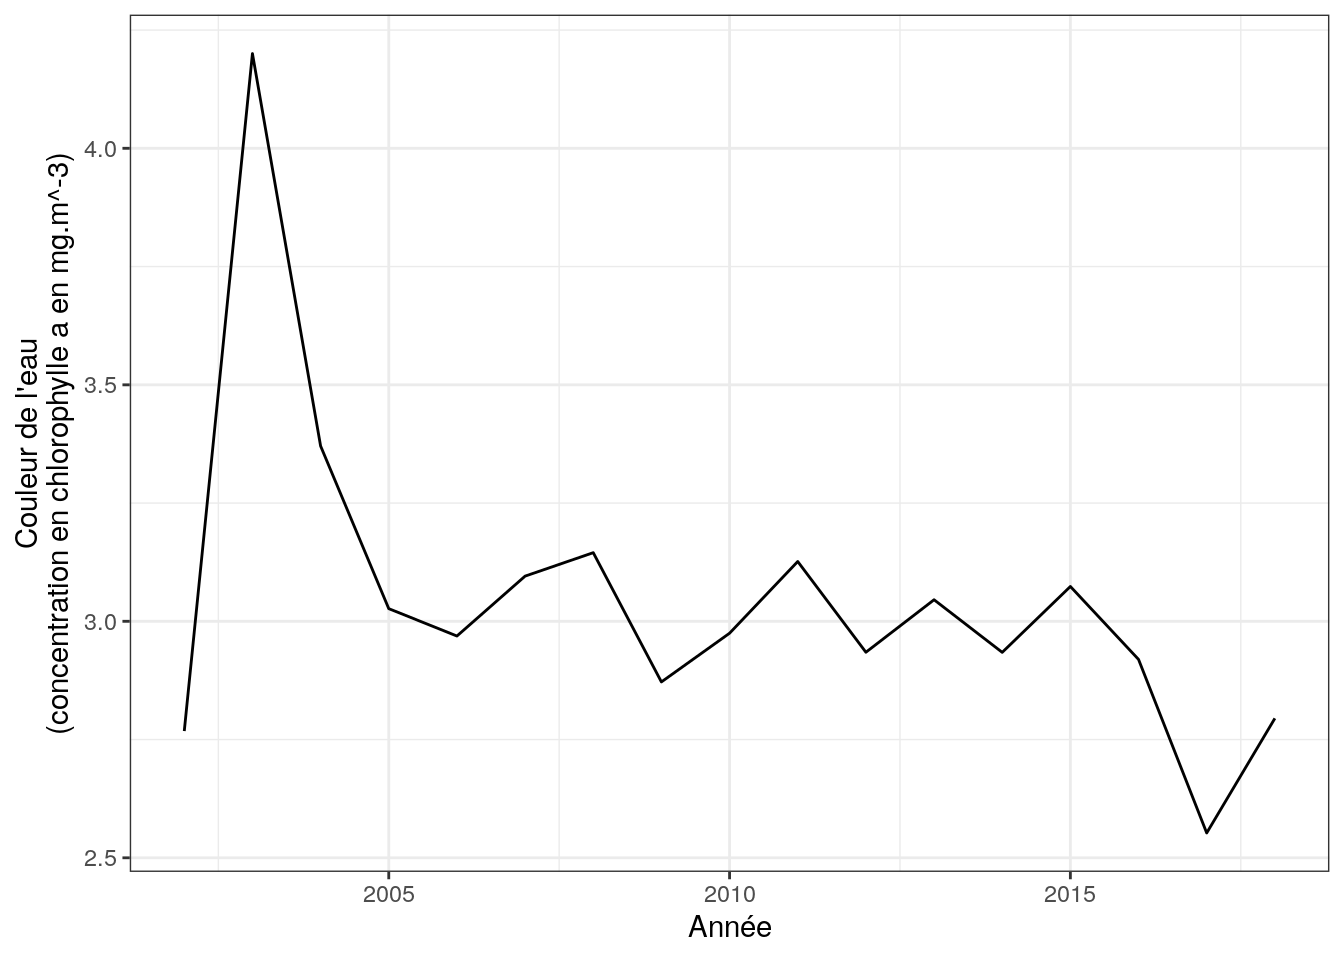 Couleur de l'eau
(concentration en chlorophylle a en mg.m^-3)
4.0
3.5
3.0
2.5
2005
2010
2015
Année